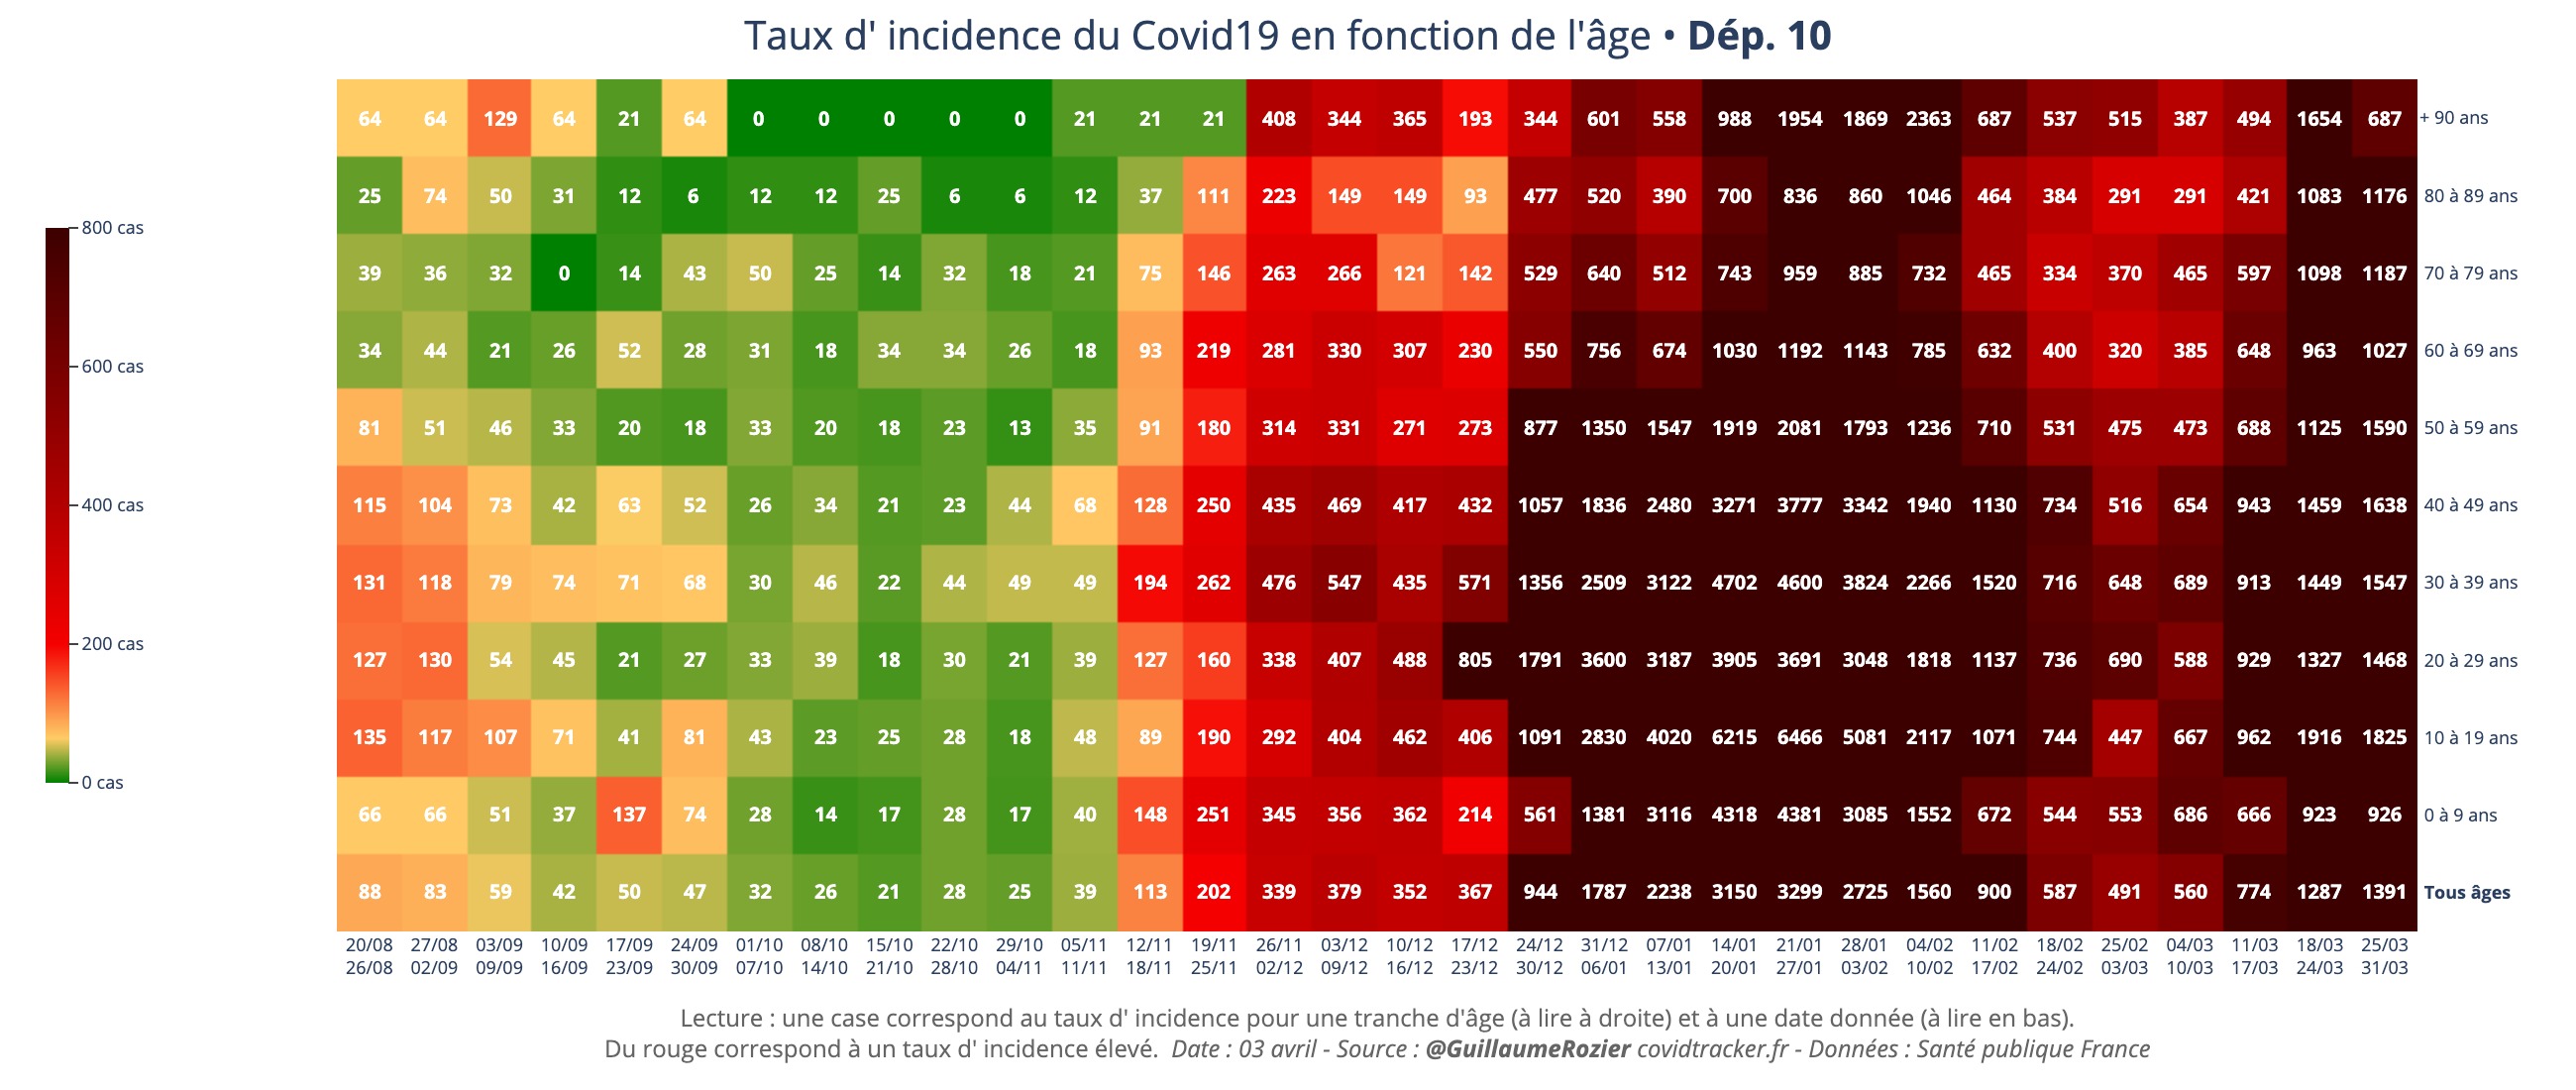 Taux d' incidence du Covid19 en fonction de l'âge • Dép. 10
64 64 129 64 21 64 0 0 0 0 0 21 21 21 408 344 365 193 344 601 558 988 1954 1869 2363 687 537 515 387 494 1654 687 + 90 ans
25 74 50 31 12 6 12 12 25 6 6 12 37 111 223 149 149 93 477 520 390 700 836 860 1046 464 384 291 291 421 1083 1176 80 à 89 ans
800 cas
39 36 32 0 14 43 50 25 14 32 18 21 75 146 263 266 121 142 529 640 512 743 959 885 732 465 334 370 465 597 1098 1187 70 à 79 ans
34 44 21 26 52 28 31 18 34 34 26 18 93 219 281 330 307 230 550 756 674 1030 1192 1143 785 632 400 320 385 648 963 1027 60 à 69 ans
600 cas
81 51 46 33 20 18 33 20 18 23 13 35 91 180 314 331 271 273 877 1350 1547 1919 2081 1793 1236 710 531 475 473 688 1125 1590 50 à 59 ans
400 cas
115 104 73 42 63 52 26 34 21 23 44 68 128 250 435 469 417 432 1057 1836 2480 3271 3777 3342 1940 1130 734 516 654 943 1459 1638 40 à 49 ans
131 118 79 74 71 68 30 46 22 44 49 49 194 262 476 547 435 571 1356 2509 3122 4702 4600 3824 2266 1520 716 648 689 913 1449 1547 30 à 39 ans
200 cas
127 130 54 45 21 27 33 39 18 30 21 39 127 160 338 407 488 805 1791 3600 3187 3905 3691 3048 1818 1137 736 690 588 929 1327 1468 20 à 29 ans
135 117 107 71 41 81 43 23 25 28 18 48 89 190 292 404 462 406 1091 2830 4020 6215 6466 5081 2117 1071 744 447 667 962 1916 1825 10 à 19 ans
0 cas
66 66 51 37 137 74 28 14 17 28 17 40 148 251 345 356 362 214 561 1381 3116 4318 4381 3085 1552 672 544 553 686 666 923 926 0 à 9 ans
88 83 59 42 50 47 32 26 21 28 25 39 113 202 339 379 352 367 944 1787 2238 3150 3299 2725 1560 900 587 491 560 774 1287 1391 Tous âges
20/08 27/08 03/09 10/09 17/09 24/09 01/10 08/10 15/10 22/10 29/10 05/11 12/11 19/11 26/11 03/12 10/12 17/12 24/12 31/12 07/01 14/01 21/01 28/01 04/02 11/02 18/02 25/02 04/03 11/03 18/03 25/03
26/08 02/09 09/09 16/09 23/09 30/09 07/10 14/10 21/10 28/10 04/11 11/11 18/11 25/11 02/12 09/12 16/12 23/12 30/12 06/01 13/01 20/01 27/01 03/02 10/02 17/02 24/02 03/03 10/03 17/03 24/03 31/03
Lecture : une case correspond au taux d' incidence pour une tranche d'âge (à lire à droite) et à une date donnée (à lire en bas).
Du rouge correspond à un taux d' incidence élevé. Date : 03 avril - Source : @GuillaumeRozier covidtracker.fr - Données : Santé publique France